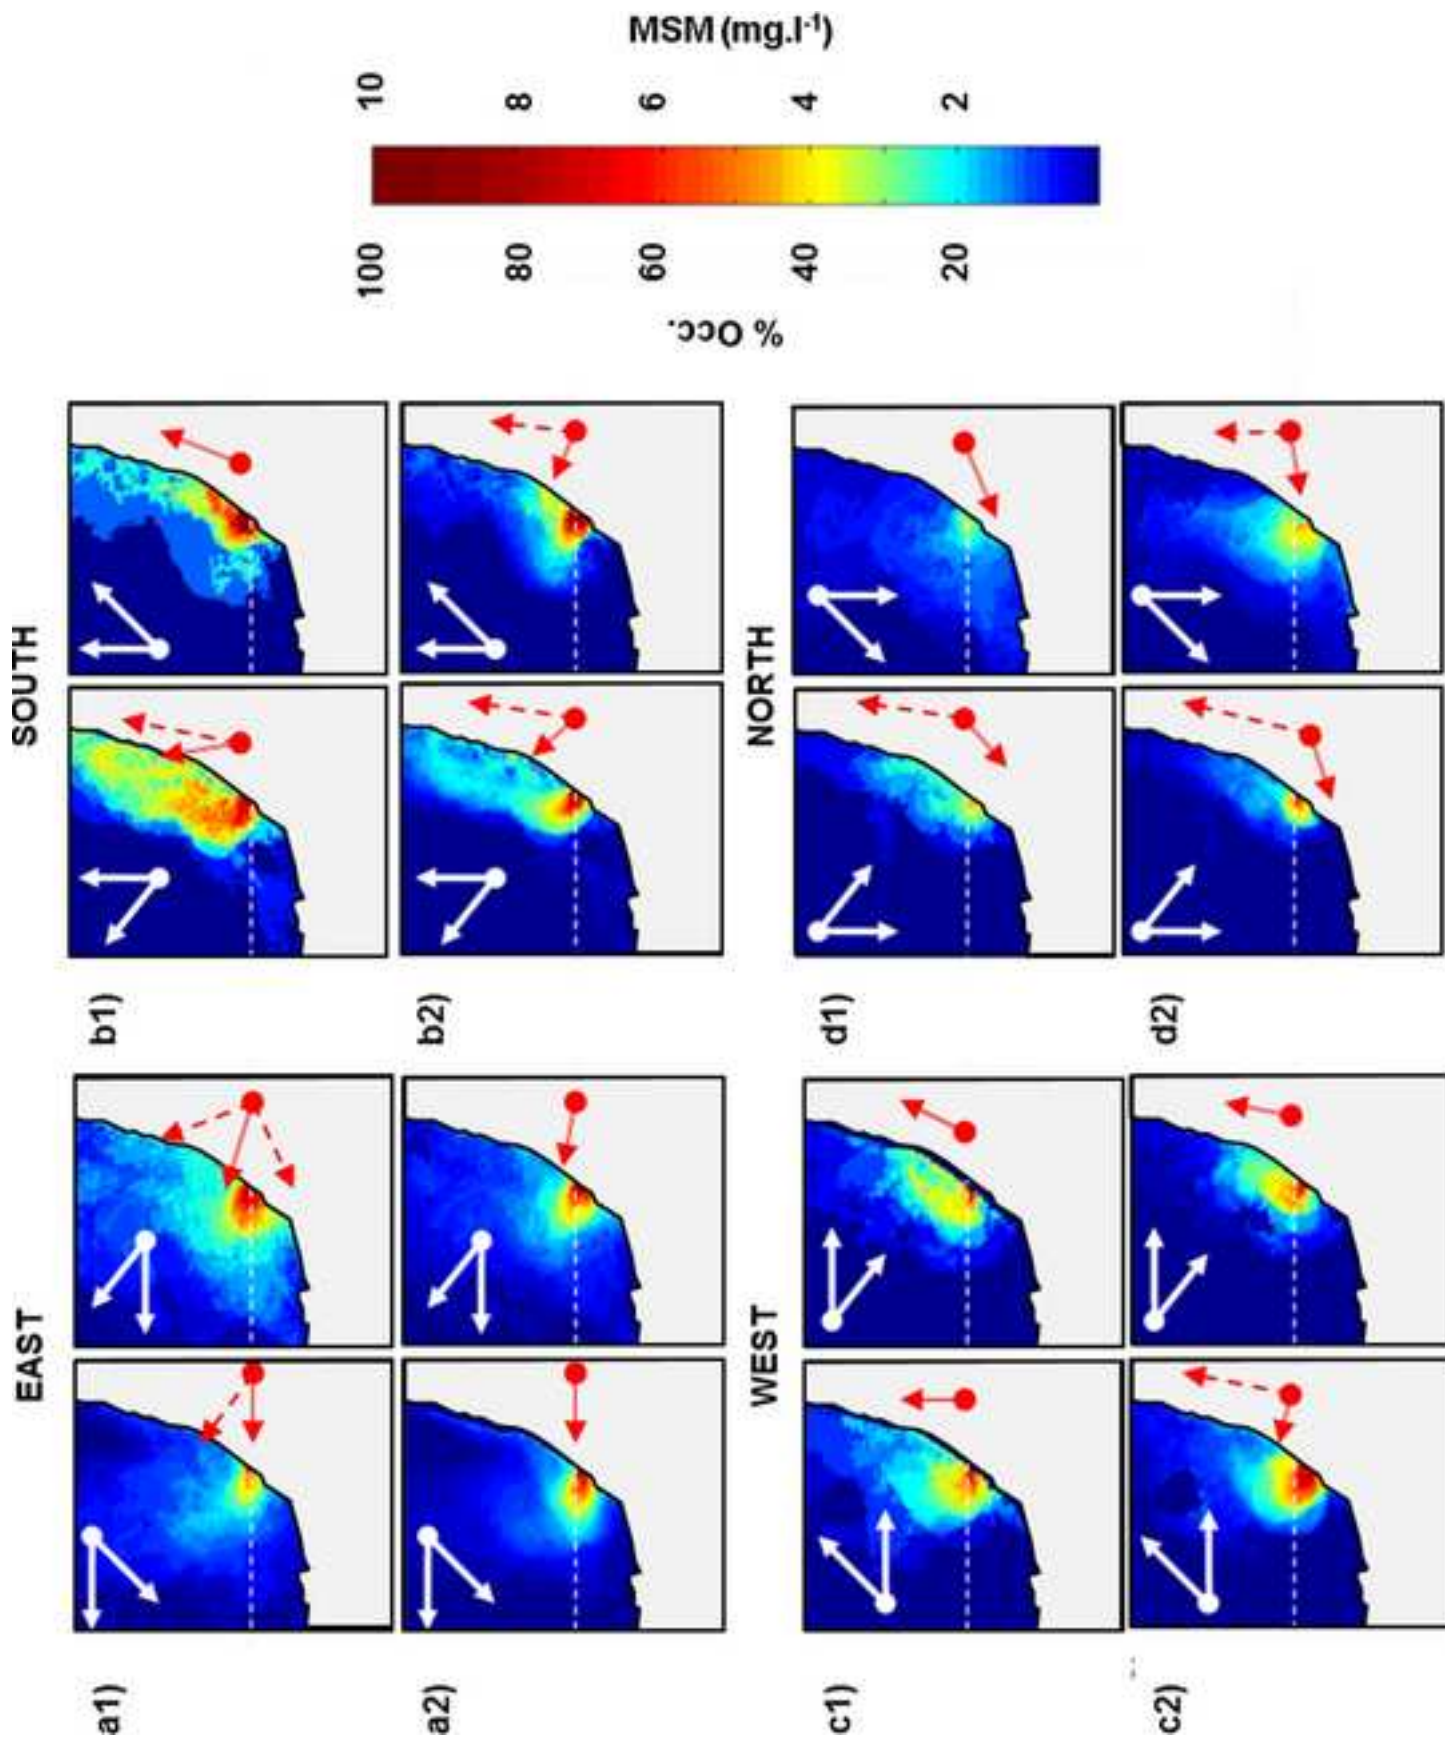 EAST
SOUTH
a1)
b1)
a2)
b2)
WEST
NORTH
c1)
d1)
c2)
d2)
% Occ.
100
80
60
40
20
10
8
6
4
2
MSM (mg.l⁻¹)